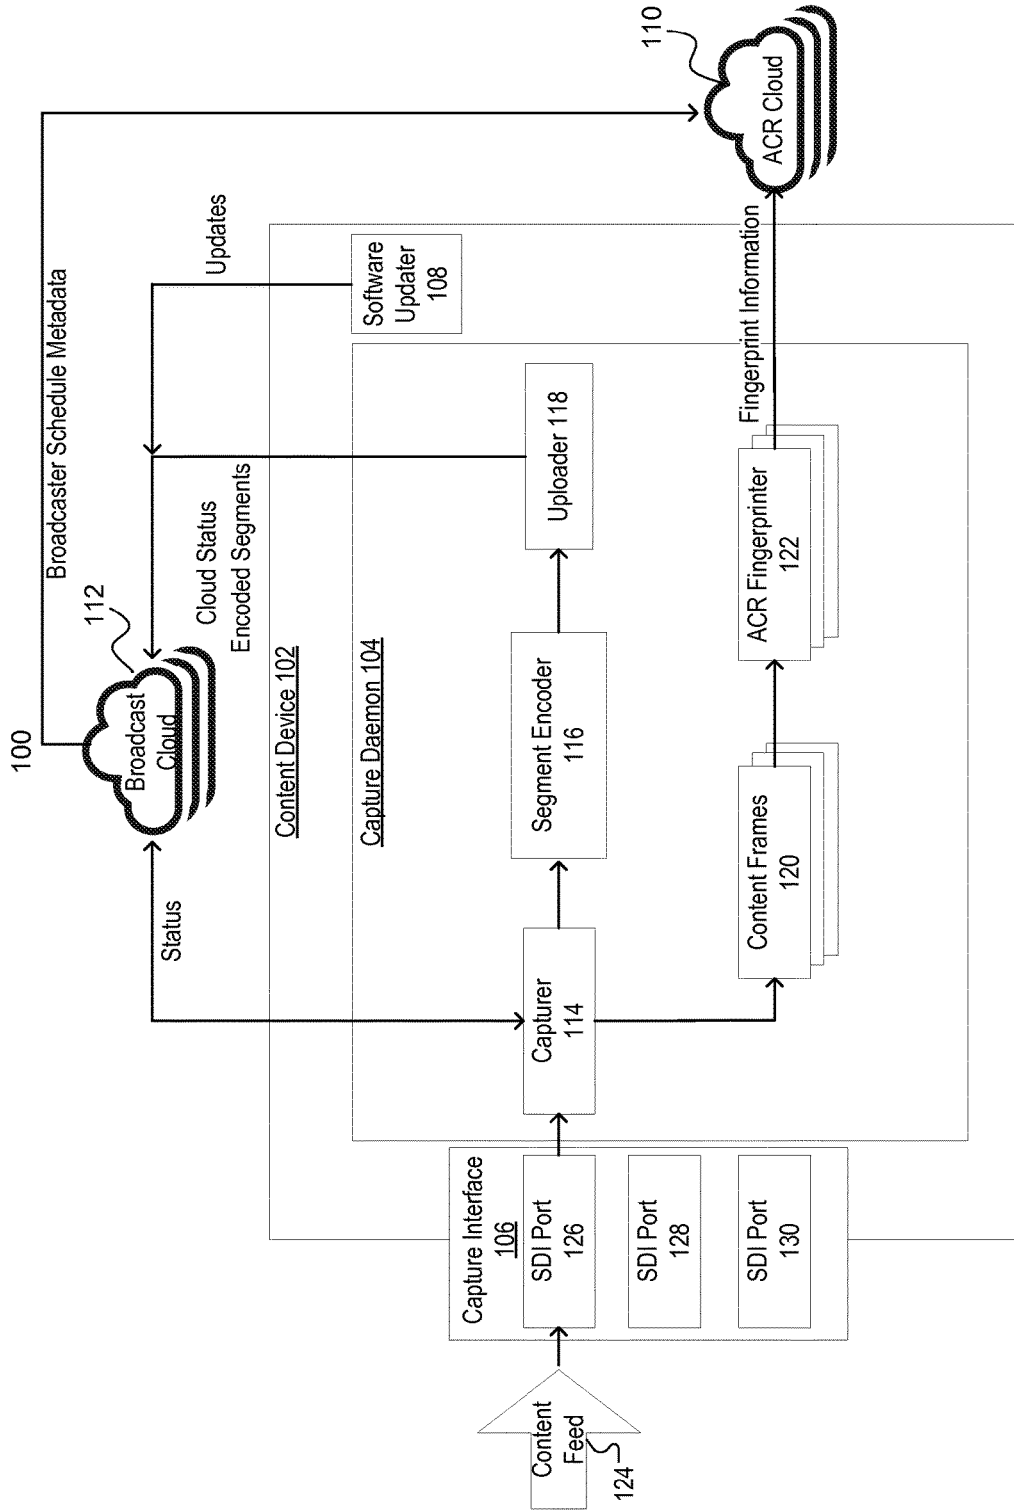 100
Broadcaster Schedule Metadata
Broadcast
Cloud
112
110
ACR Cloud
Status
Cloud Status
Encoded Segments
Updates
Content Device 102
Software
Updater
108
Capture Daemon 104
Capture Interface
106
Content
Feed
124
SDI Port
126
SDI Port
128
SDI Port
130
Capturer
114
Segment Encoder
116
Uploader 118
Content Frames
120
ACR Fingerprinter
122
Fingerprint Information